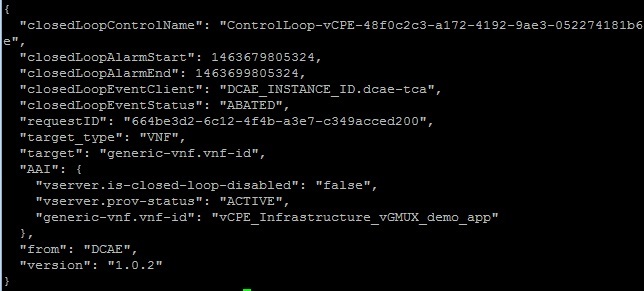 {
  "closedLoopControlName": "ControlLoop-vCPE-48f0c2c3-a172-4192-9ae3-052274181b6
e",
  "closedLoopAlarmStart": 1463679805324,
  "closedLoopAlarmEnd": 1463699805324,
  "closedLoopEventClient": "DCAE_INSTANCE_ID.dcae-tca",
  "closedLoopEventStatus": "ABATED",
  "requestID": "664be3d2-6c12-4f4b-a3e7-c349acced200",
  "target_type": "VNF",
  "target": "generic-vnf.vnf-id",
  "AAI": {
    "vserver.is-closed-loop-disabled": "false",
    "vserver.prov-status": "ACTIVE",
    "generic-vnf.vnf-id": "vCPE_Infrastructure_vGMUX_demo_app"
  },
  "from": "DCAE",
  "version": "1.0.2"
}